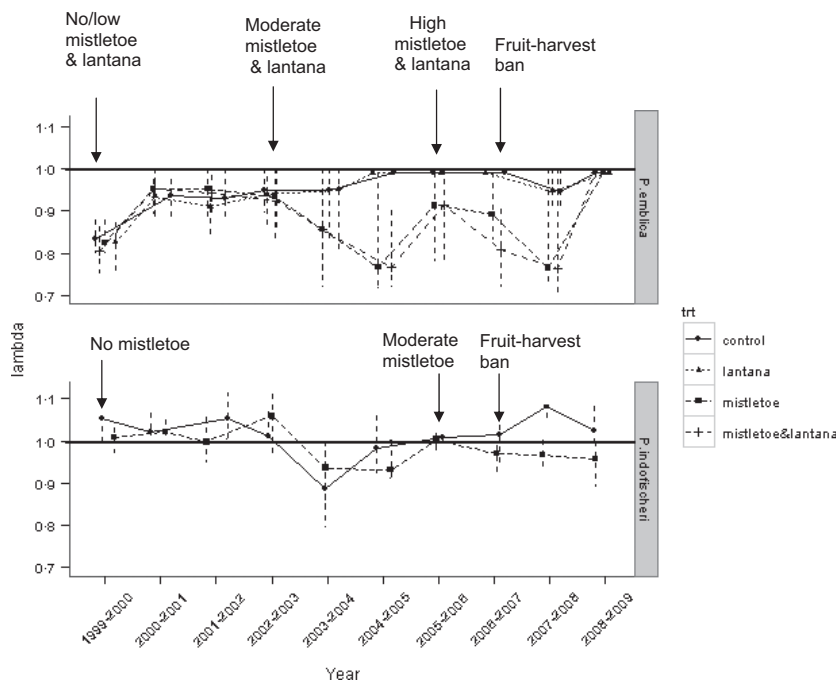 No/low
mistletoe
& lantana
Moderate
mistletoe
& lantana
High
mistletoe
& lantana
Fruit-harvest
ban
1·1
1·0
0·9
0·8
0·7
P.emblica
No mistletoe
Moderate
mistletoe
Fruit-harvest
ban
1·1
1·0
0·9
0·8
0·7
P.indofischeri
lambda
trt
control
lantana
mistletoe
mistletoe&lantana
1999-2000
2000-2001
2001-2002
2002-2003
2003-2004
2004-2005
2005-2006
2006-2007
2007-2008
2008-2009
Year